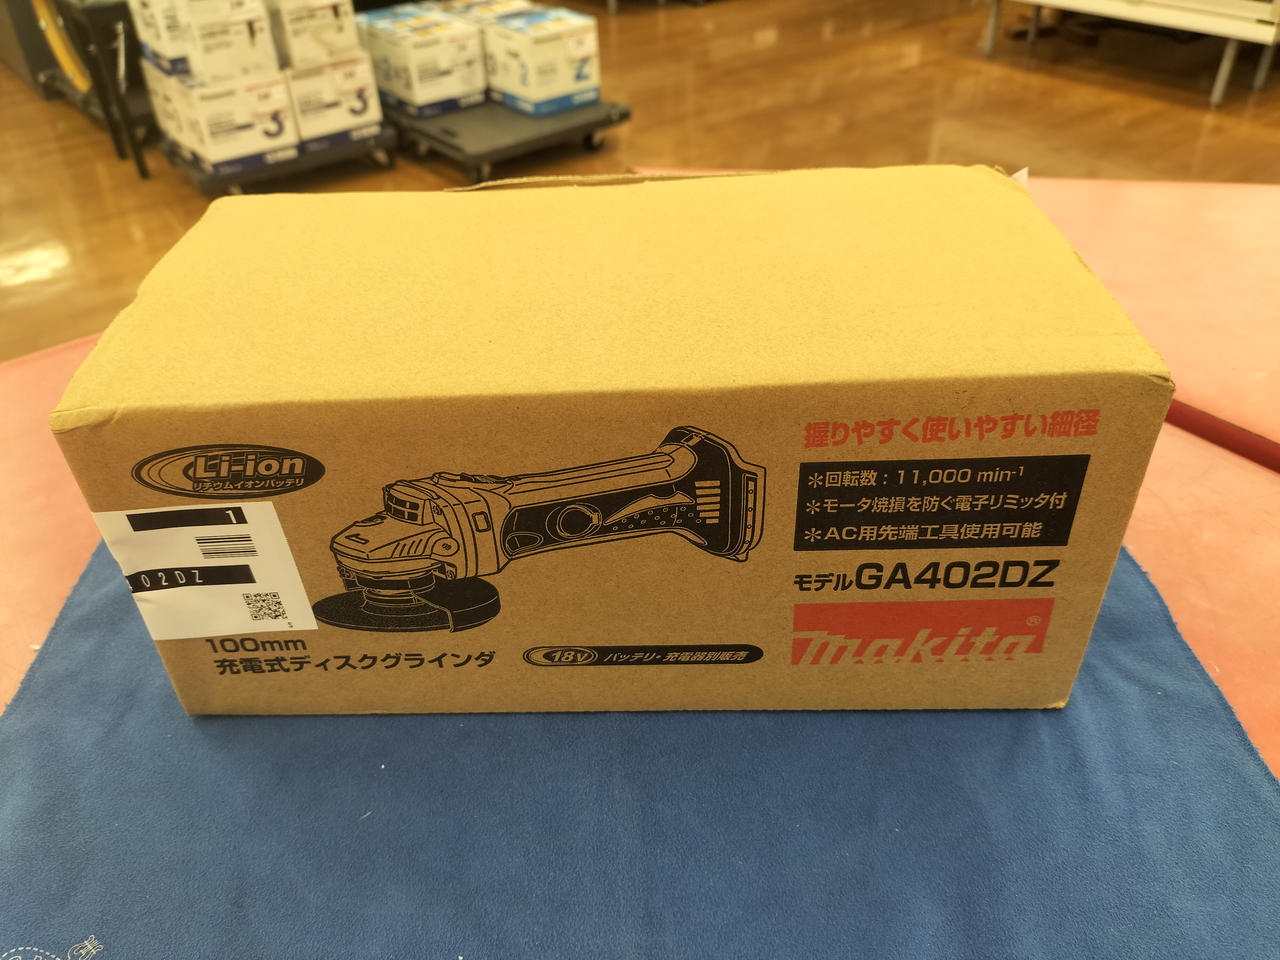 Li-ion
リチウムイオンバッテリ
1
402DZ
100mm
充電式ディスクグラインダ
18V バッテリ・充電器別販売
握りやすく使いやすい細径
＊回転数：11,000 min-1
＊モータ焼損を防ぐ電子リミッタ付
＊AC用先端工具使用可能
モデルGA402DZ
makita®